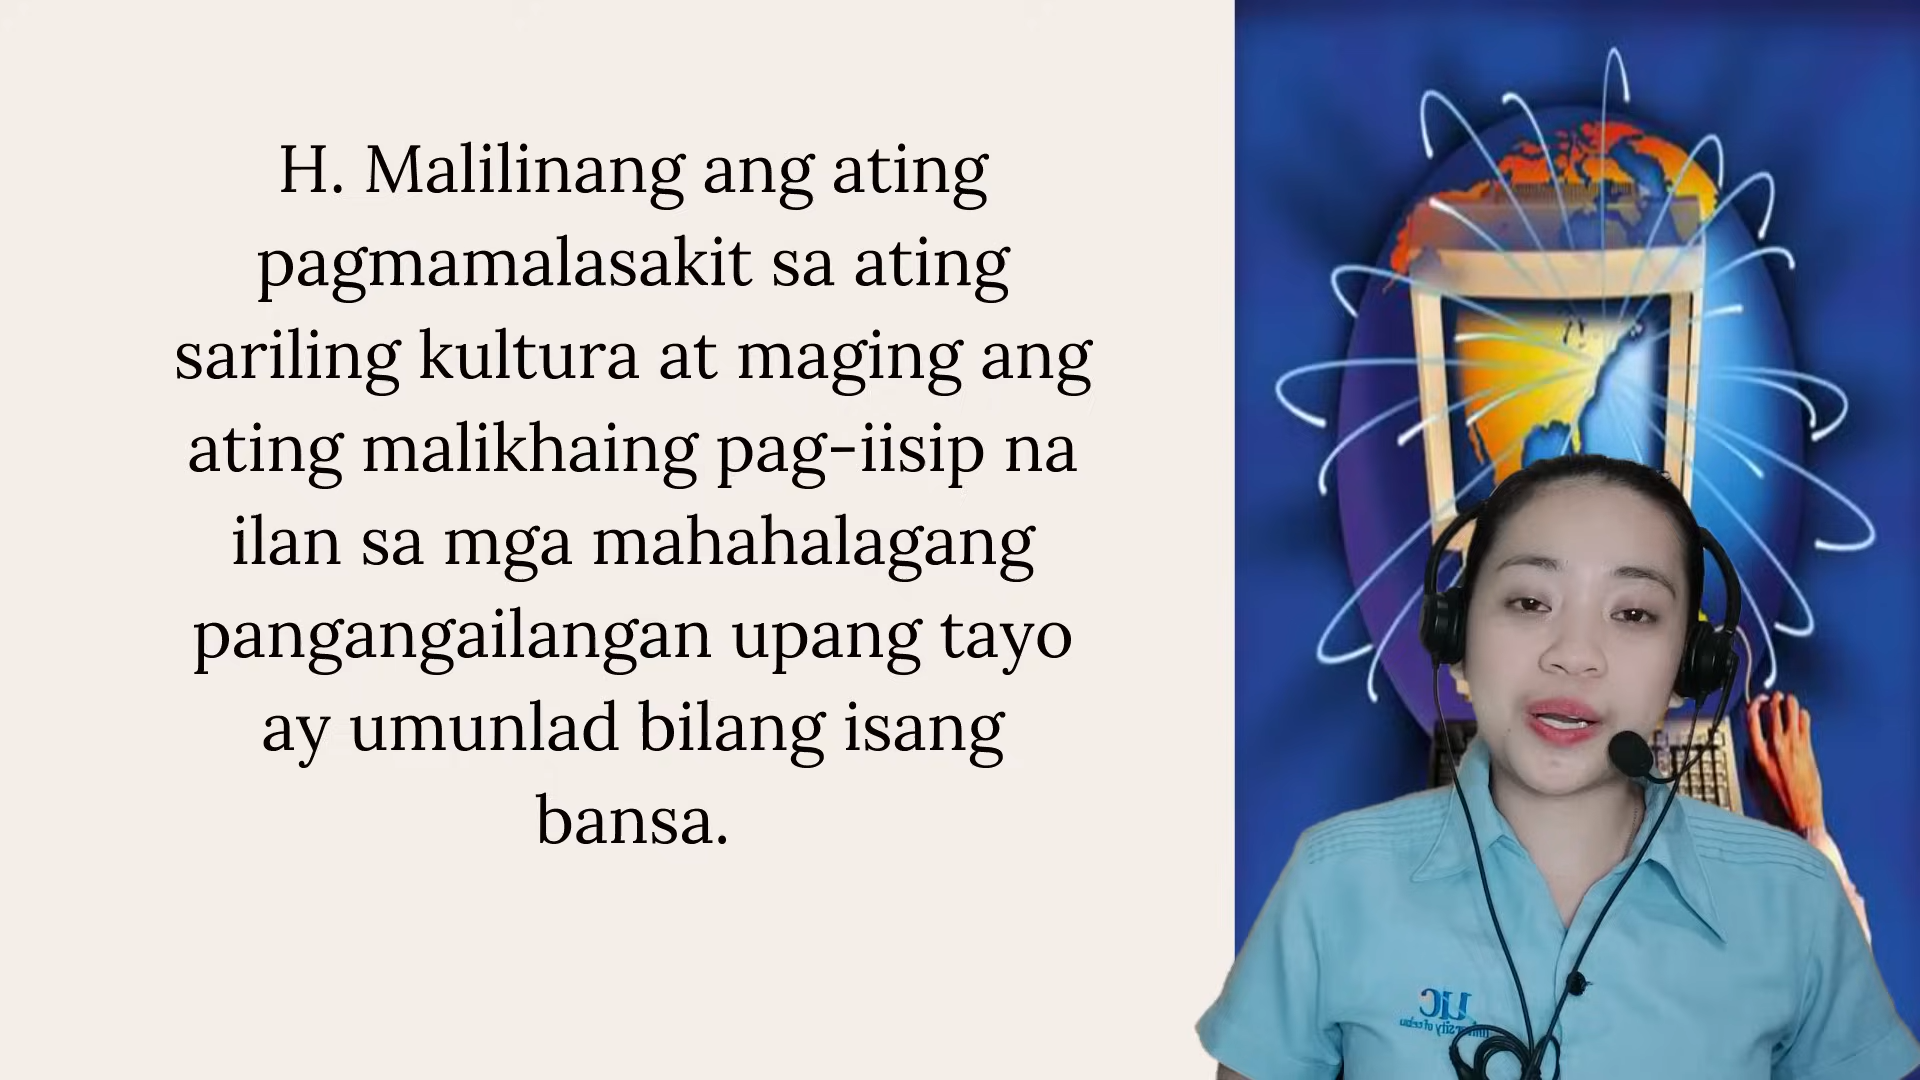 H. Malilinang ang ating
pagmamalasakit sa ating
sariling kultura at maging ang
ating malikhaing pag-iisip na
ilan sa mga mahahalagang
pangangailangan upang tayo
ay umunlad bilang isang
bansa.
UC